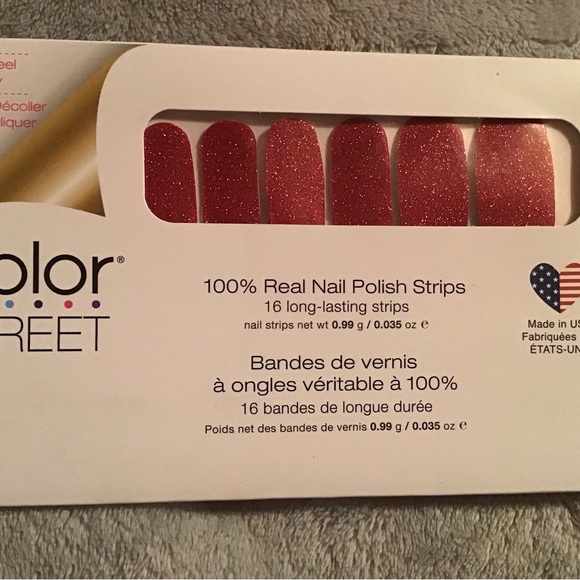 eel
Décoller
liquer
olor®
REET
100% Real Nail Polish Strips
16 long-lasting strips
nail strips net wt 0.99 g / 0.035 oz e
Bandes de vernis
à ongles véritable à 100%
16 bandes de longue durée
Poids net des bandes de vernis 0.99 g / 0.035 oz e
Made in US
Fabriquées
ÉTATS-UN